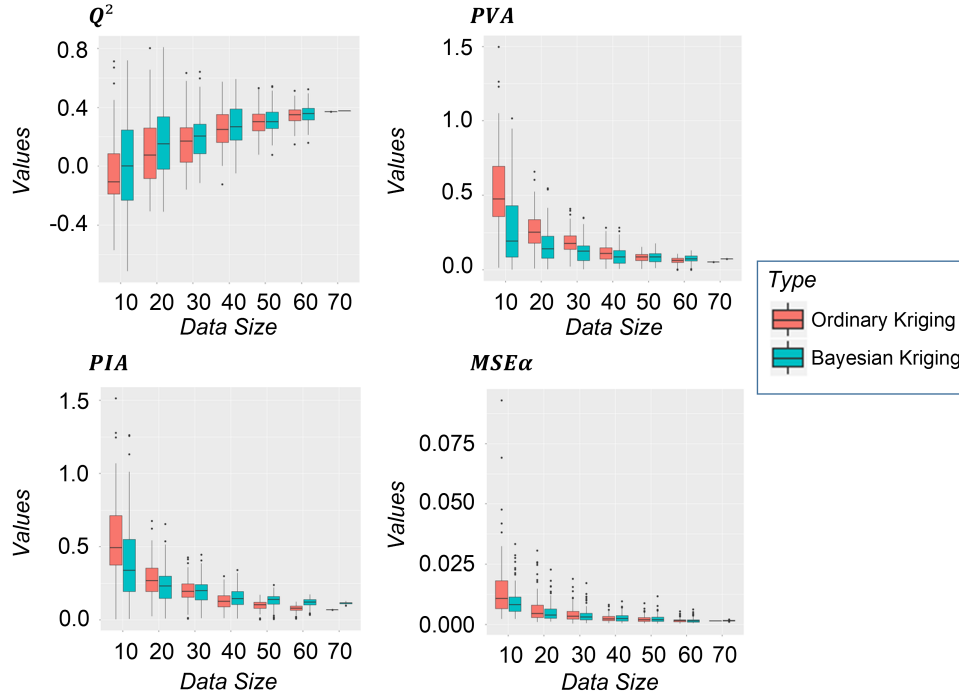 Q²
0.8
0.4
0.0
-0.4
Values
10 20 30 40 50 60 70
Data Size
PVA
1.5
1.0
0.5
0.0
Values
10 20 30 40 50 60 70
Data Size
Type
Ordinary Kriging
Bayesian Kriging
PIA
1.5
1.0
0.5
0.0
Values
10 20 30 40 50 60 70
Data Size
MSEα
0.075
0.050
0.025
0.000
Values
10 20 30 40 50 60 70
Data Size